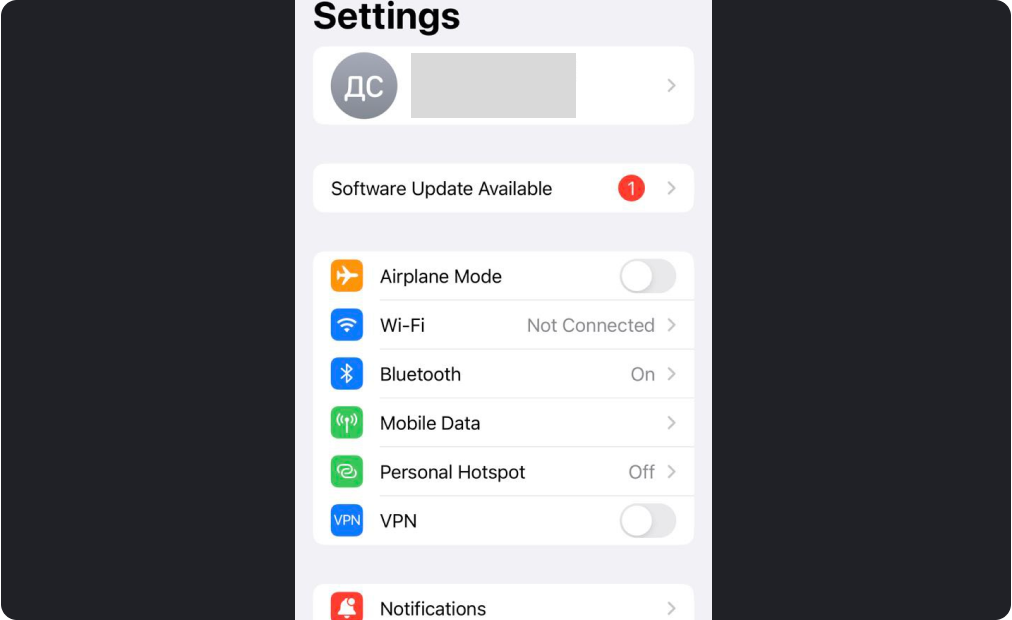 Settings
ДС
Software Update Available 1
Airplane Mode
Wi-Fi Not Connected
Bluetooth On
Mobile Data
Personal Hotspot Off
VPN VPN
Notifications